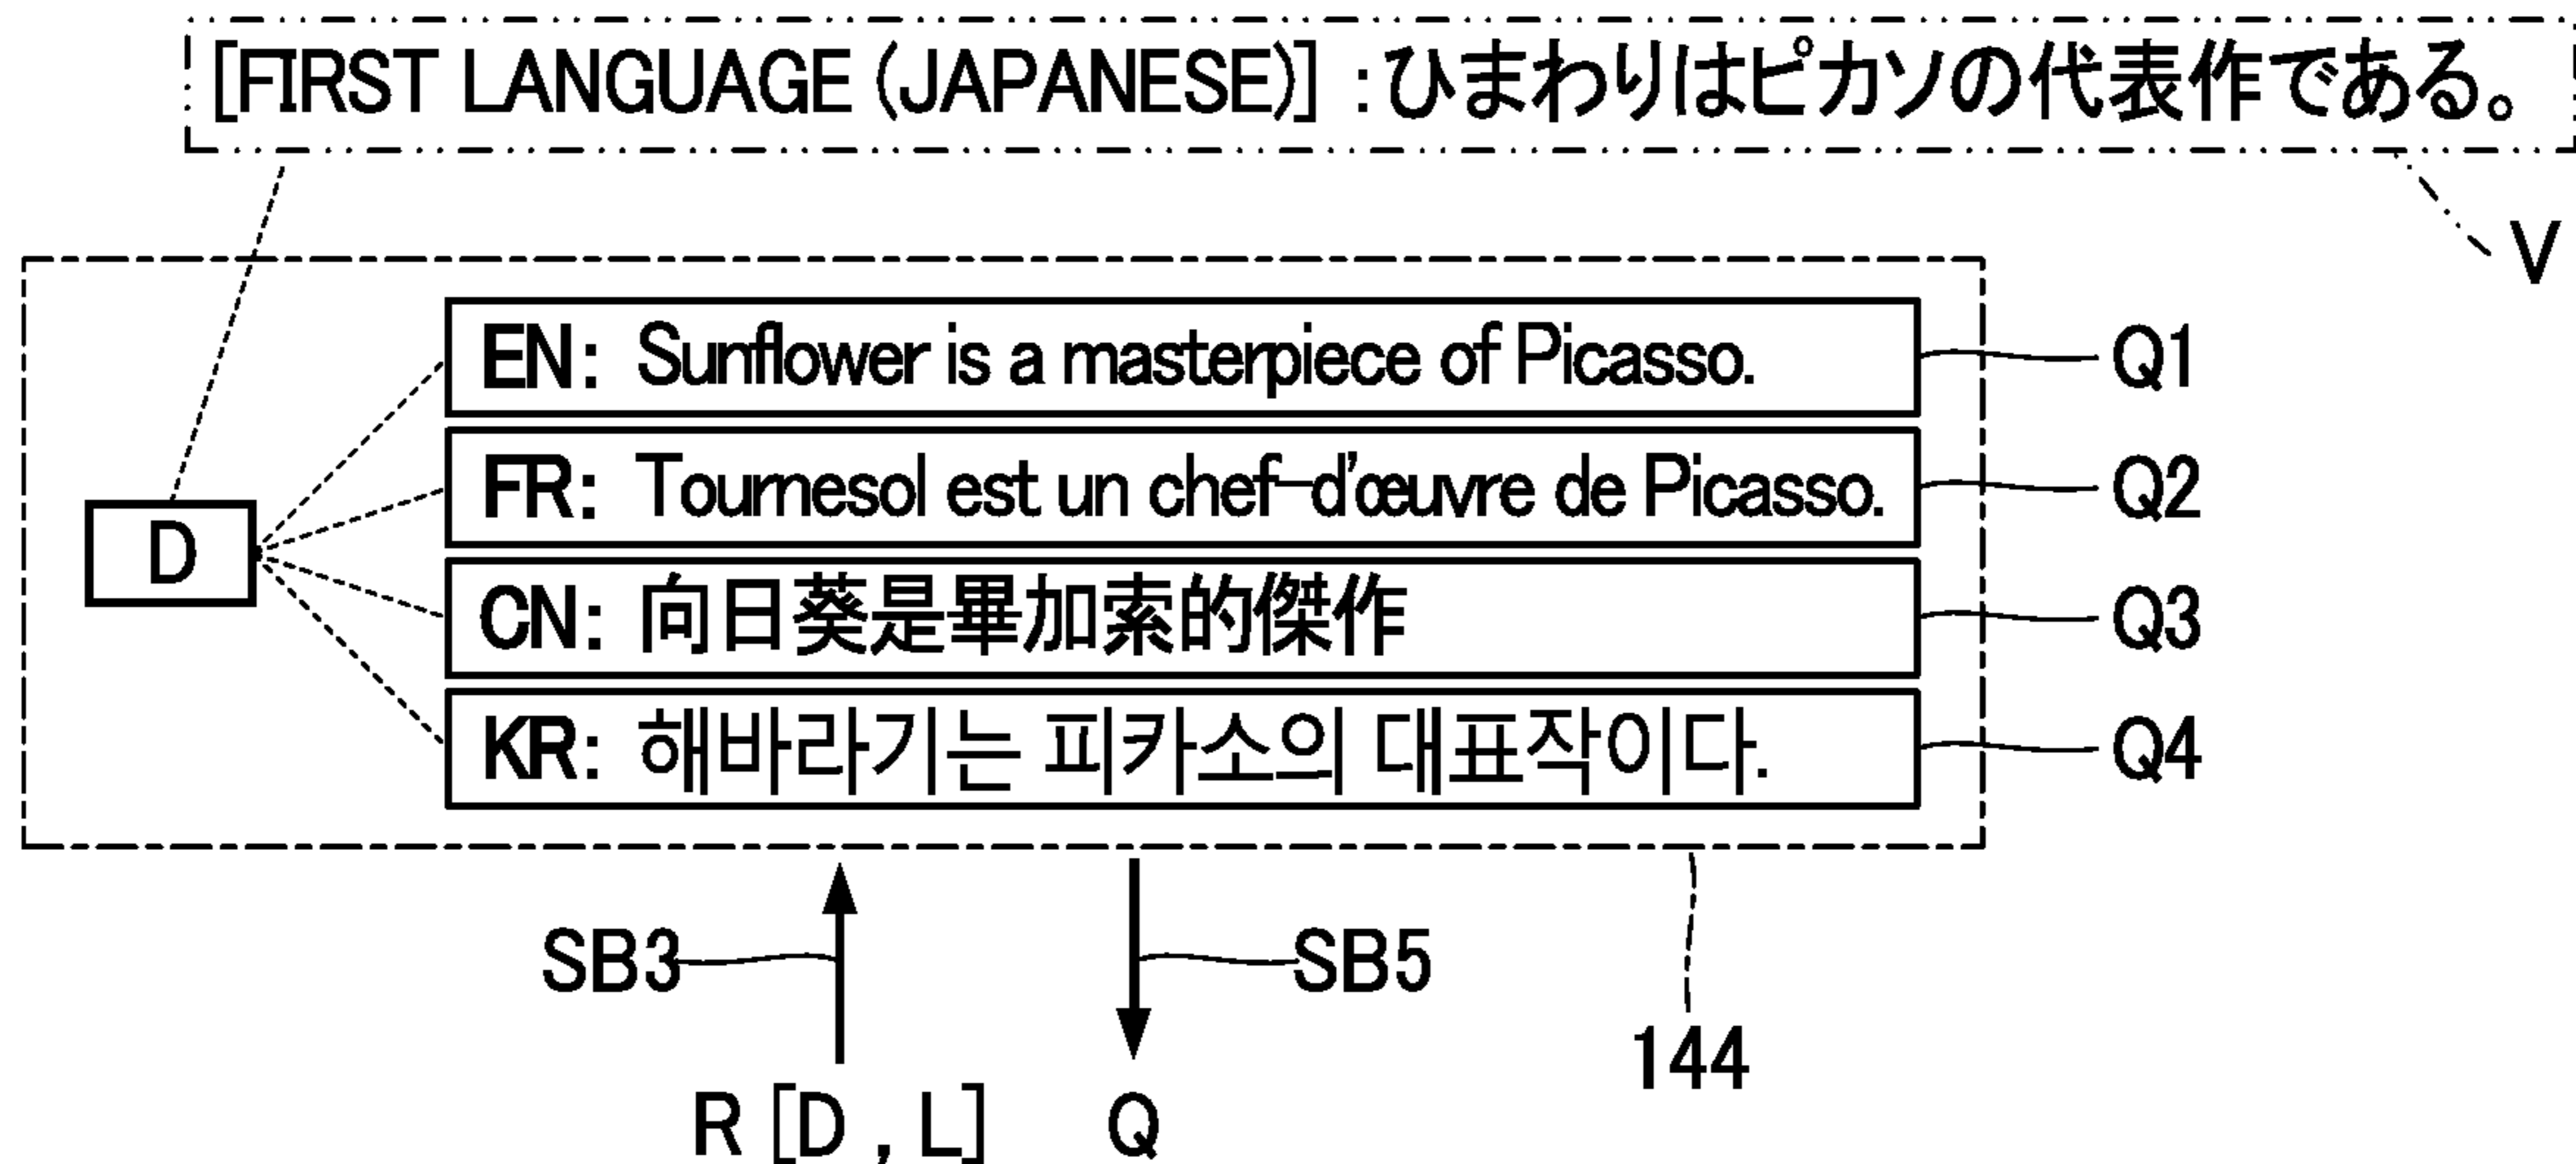 [FIRST LANGUAGE (JAPANESE)] : ひまわりはピカソの代表作である。
V
EN: Sunflower is a masterpiece of Picasso.
Q1
FR: Tournesol est un chef-d'œuvre de Picasso.
Q2
D
CN: 向日葵是畢加索的傑作
Q3
KR: 해바라기는 피카소의 대표작이다.
Q4
SB3
SB5
144
R [D , L]
Q